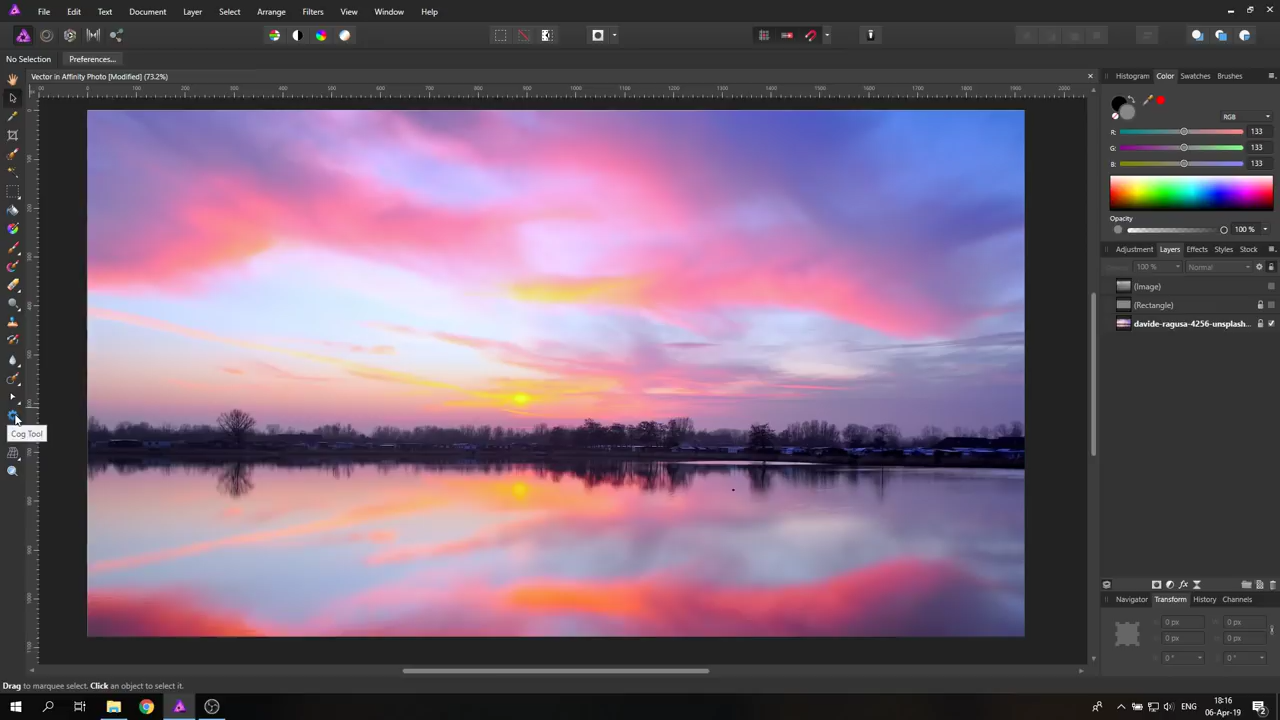 File Edit Text Document Layer Select Arrange Filters View Window Help
No Selection Preferences...
Vector in Affinity Photo [Modified] (73.2%)
Histogram Color Swatches Brushes
RGB
R: 133
G: 133
B: 133
Opacity
100 %
Adjustment Layers Effects Styles Stock
100 % Normal
(Image)
(Rectangle)
davide-ragusa-4256-unsplash...
Cog Tool
Navigator Transform History Channels
0 px 0 px
0 px 0 px
0 ° 0 °
Drag to marquee select. Click an object to select it.
18:16
06-Apr-19
2